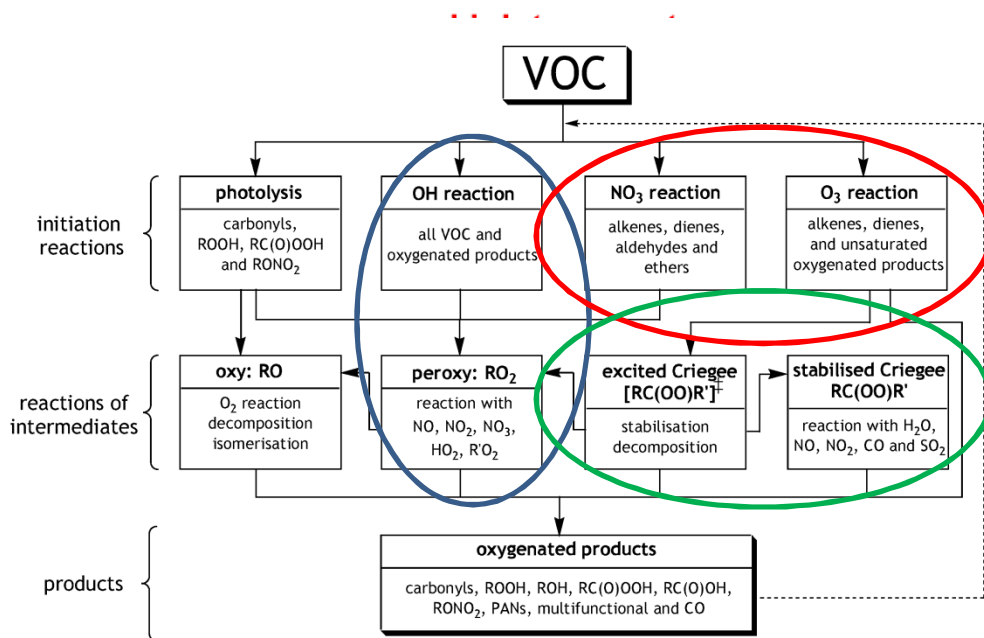 VOC
initiation
reactions
photolysis
carbonyls,
ROOH, RC(O)OOH
and RONO₂
OH reaction
all VOC and
oxygenated products
NO₃ reaction
alkenes, dienes,
aldehydes and
ethers
O₃ reaction
alkenes, dienes,
and unsaturated
oxygenated products
reactions of
intermediates
oxy: RO
O₂ reaction
decomposition
isomerisation
peroxy: RO₂
reaction with
NO, NO₂, NO₃,
HO₂, R'O₂
excited Criegee
[RC(OO)R']‡
stabilisation
decomposition
stabilised Criegee
RC(OO)R'
reaction with H₂O,
NO, NO₂, CO and SO₂
products
oxygenated products
carbonyls, ROOH, ROH, RC(O)OOH, RC(O)OH,
RONO₂, PANs, multifunctional and CO